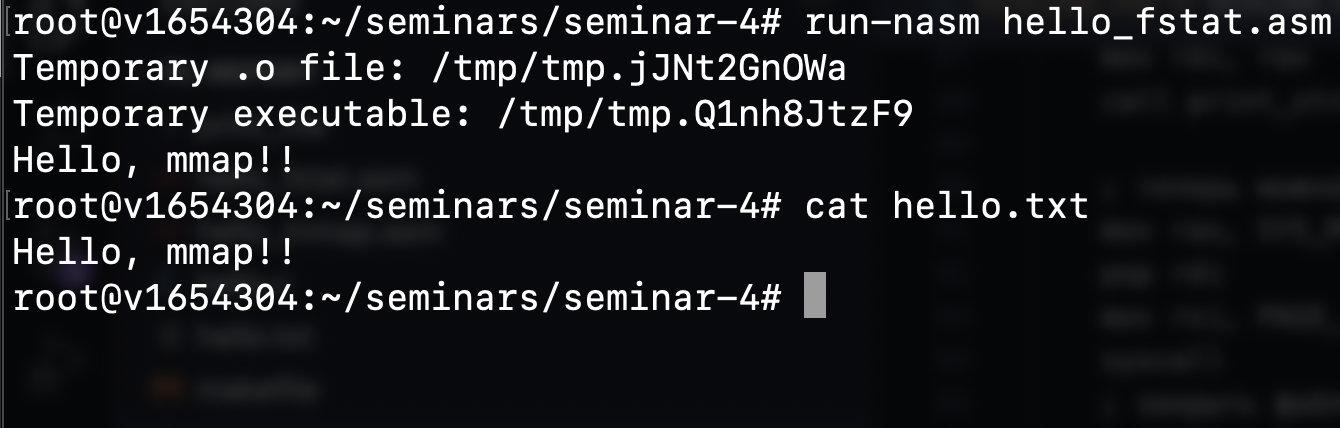 root@v1654304:~/seminars/seminar-4# run-nasm hello_fstat.asm
Temporary .o file: /tmp/tmp.jJNt2GnOWa
Temporary executable: /tmp/tmp.Q1nh8JtzF9
Hello, mmap!!
root@v1654304:~/seminars/seminar-4# cat hello.txt
Hello, mmap!!
root@v1654304:~/seminars/seminar-4#